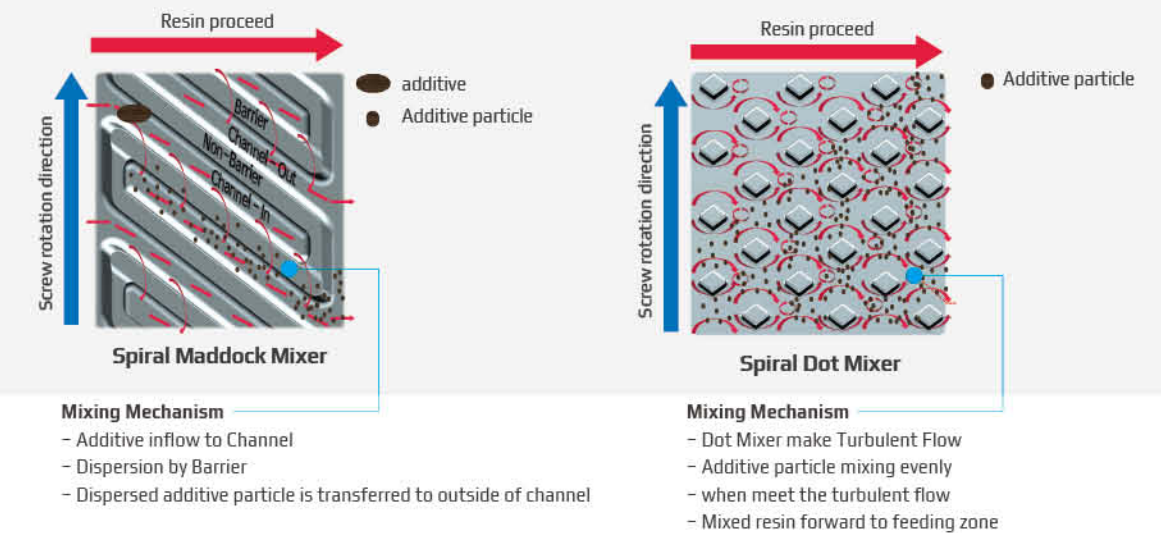 Resin proceed
additive
Additive particle
Screw rotation direction
Barrier
Channel-Out
Non-Barrier
Channel-In
Spiral Maddock Mixer
Mixing Mechanism
- Additive inflow to Channel
- Dispersion by Barrier
- Dispersed additive particle is transferred to outside of channel
Resin proceed
Additive particle
Screw rotation direction
Spiral Dot Mixer
Mixing Mechanism
- Dot Mixer make Turbulent Flow
- Additive particle mixing evenly
- when meet the turbulent flow
- Mixed resin forward to feeding zone